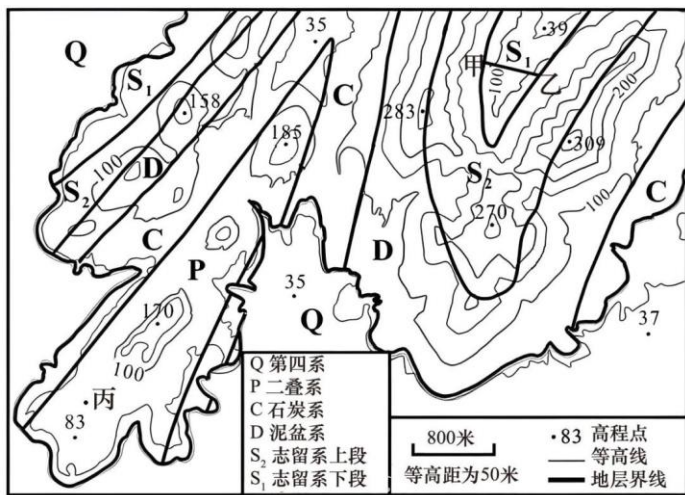 35
39
Q
S₁
S₁
甲
乙
100
C
200
158
283
185
309
100
D
S₂
S₂
C
270
100
C
D
P
35
Q
170
37
100
丙
83
Q 第四系
P 二叠系
C 石炭系
D 泥盆系
S₂ 志留系上段
S₁ 志留系下段
800米
等高距为50米
•83 高程点
等高线
地层界线